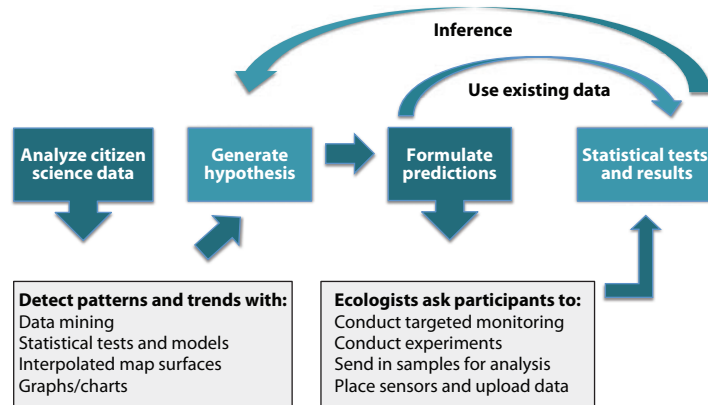 Inference
Use existing data
Analyze citizen
science data
Generate
hypothesis
Formulate
predictions
Statistical tests
and results
Detect patterns and trends with:
Data mining
Statistical tests and models
Interpolated map surfaces
Graphs/charts
Ecologists ask participants to:
Conduct targeted monitoring
Conduct experiments
Send in samples for analysis
Place sensors and upload data